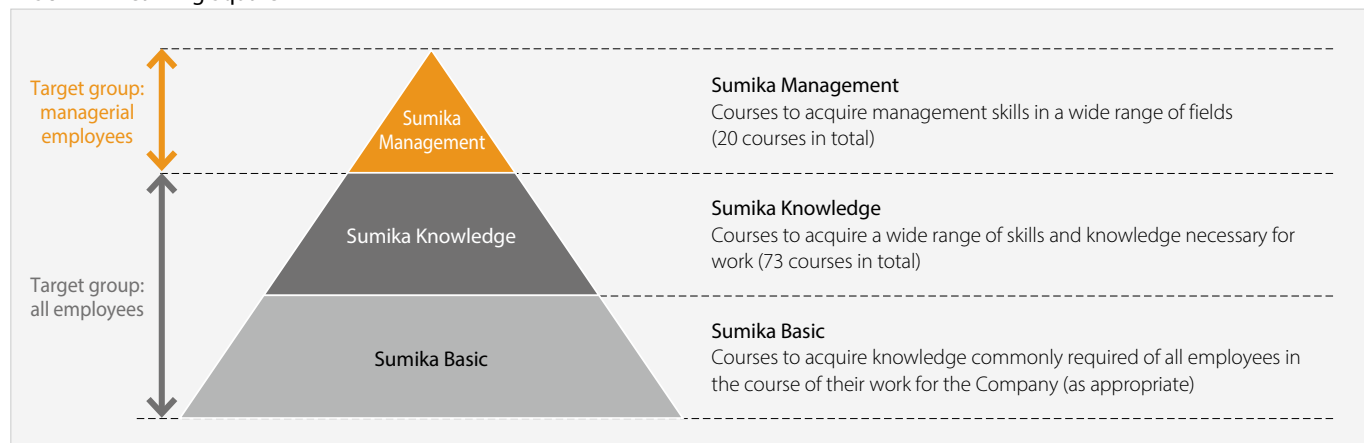 Target group:
managerial
employees
Sumika
Management
Sumika Management
Courses to acquire management skills in a wide range of fields
(20 courses in total)
Sumika Knowledge
Sumika Knowledge
Courses to acquire a wide range of skills and knowledge necessary for
work (73 courses in total)
Target group:
all employees
Sumika Basic
Sumika Basic
Courses to acquire knowledge commonly required of all employees in
the course of their work for the Company (as appropriate)